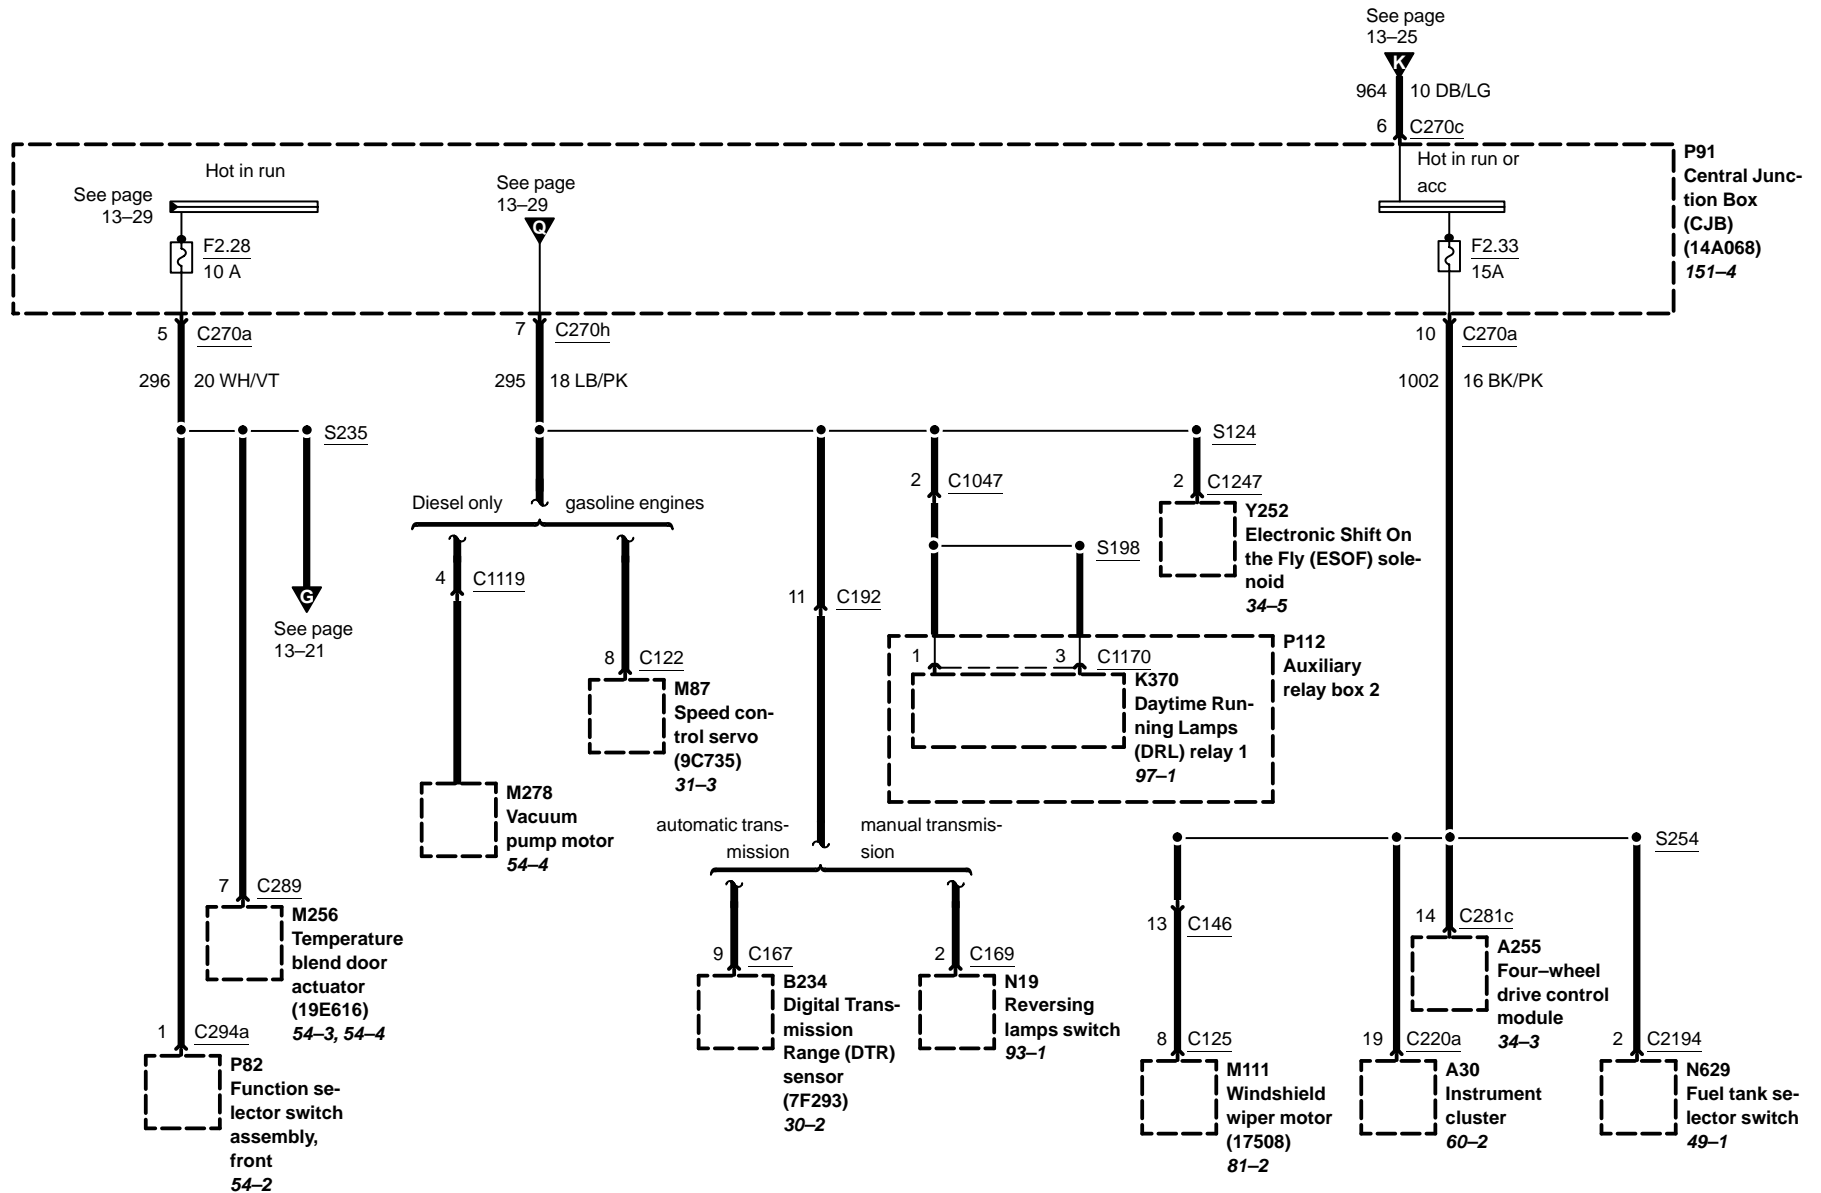 See page
13–25
K
964 10 DB/LG
6 C270c
Hot in run
See page
13–29
F2.28
10 A
See page
13–29
Q
Hot in run or
acc
F2.33
15A
P91
Central Junc-
tion Box
(CJB)
(14A068)
151–4
5 C270a
296 20 WH/VT
7 C270h
295 18 LB/PK
10 C270a
1002 16 BK/PK
S235
S124
2 C1047
2 C1247
Y252
Electronic Shift On
the Fly (ESOF) sole-
noid
34–5
Diesel only gasoline engines
S198
4 C1119
11 C192
G
See page
13–21
8 C122
M87
Speed con-
trol servo
(9C735)
31–3
1 3 C1170
K370
Daytime Run-
ning Lamps
(DRL) relay 1
97–1
P112
Auxiliary
relay box 2
M278
Vacuum
pump motor
54–4
automatic trans-
mission
manual transmis-
sion
S254
7 C289
M256
Temperature
blend door
actuator
(19E616)
54–3, 54–4
1 C294a
P82
Function se-
lector switch
assembly,
front
54–2
9 C167
B234
Digital Trans-
mission
Range (DTR)
sensor
(7F293)
30–2
2 C169
N19
Reversing
lamps switch
93–1
13 C146
8 C125
M111
Windshield
wiper motor
(17508)
81–2
19 C220a
A30
Instrument
cluster
60–2
14 C281c
A255
Four–wheel
drive control
module
34–3
2 C2194
N629
Fuel tank se-
lector switch
49–1